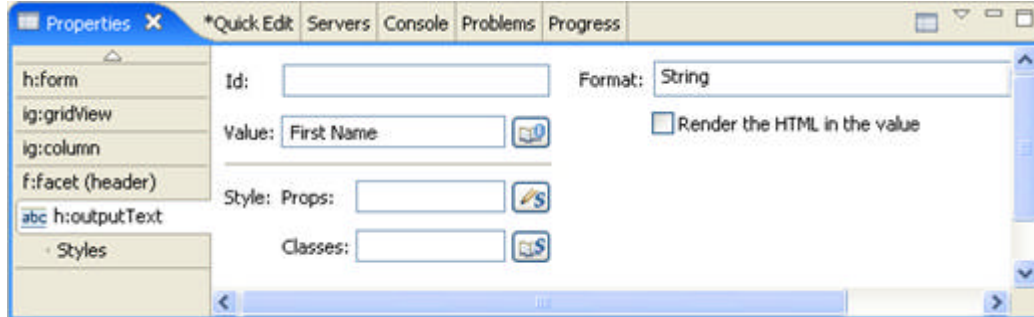 Properties *Quick Edit Servers Console Problems Progress
h:form
ig:gridView
ig:column
f:facet (header)
abc h:outputText
Styles
Id:
Value: First Name
Style: Props:
Classes:
Format: String
Render the HTML in the value